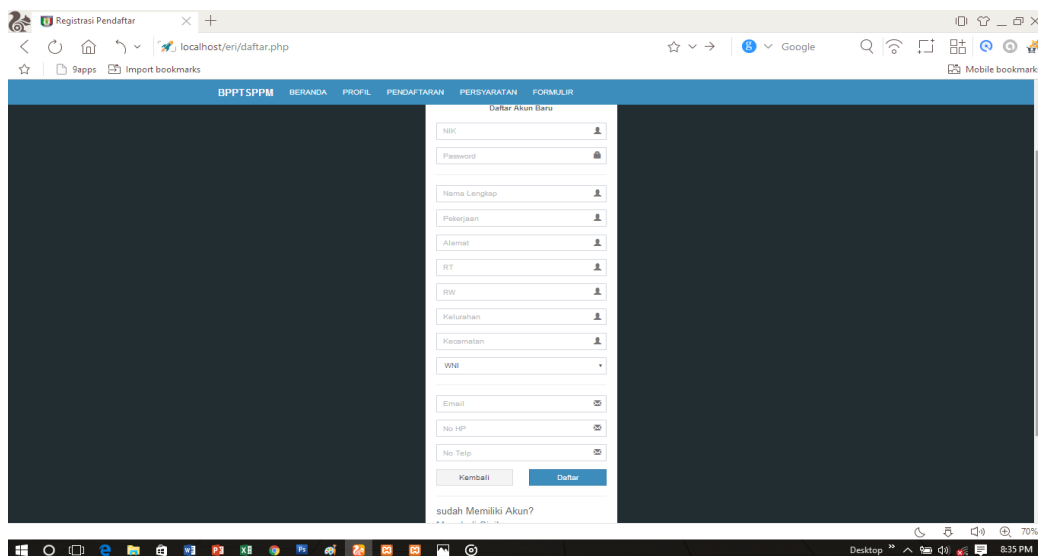 Registrasi Pendaftar
localhost/eri/daftar.php
Google
9apps Import bookmarks Mobile bookmark
BPPTSPPM BERANDA PROFIL PENDAFTARAN PERSYARATAN FORMULIR
Daftar Akun Baru
NIK
Password
Nama Lengkap
Pekerjaan
Alamat
RT
RW
Kelurahan
Kecamatan
WNI
Email
No HP
No Telp
Kembali Daftar
sudah Memiliki Akun?
70%
Desktop 8:35 PM